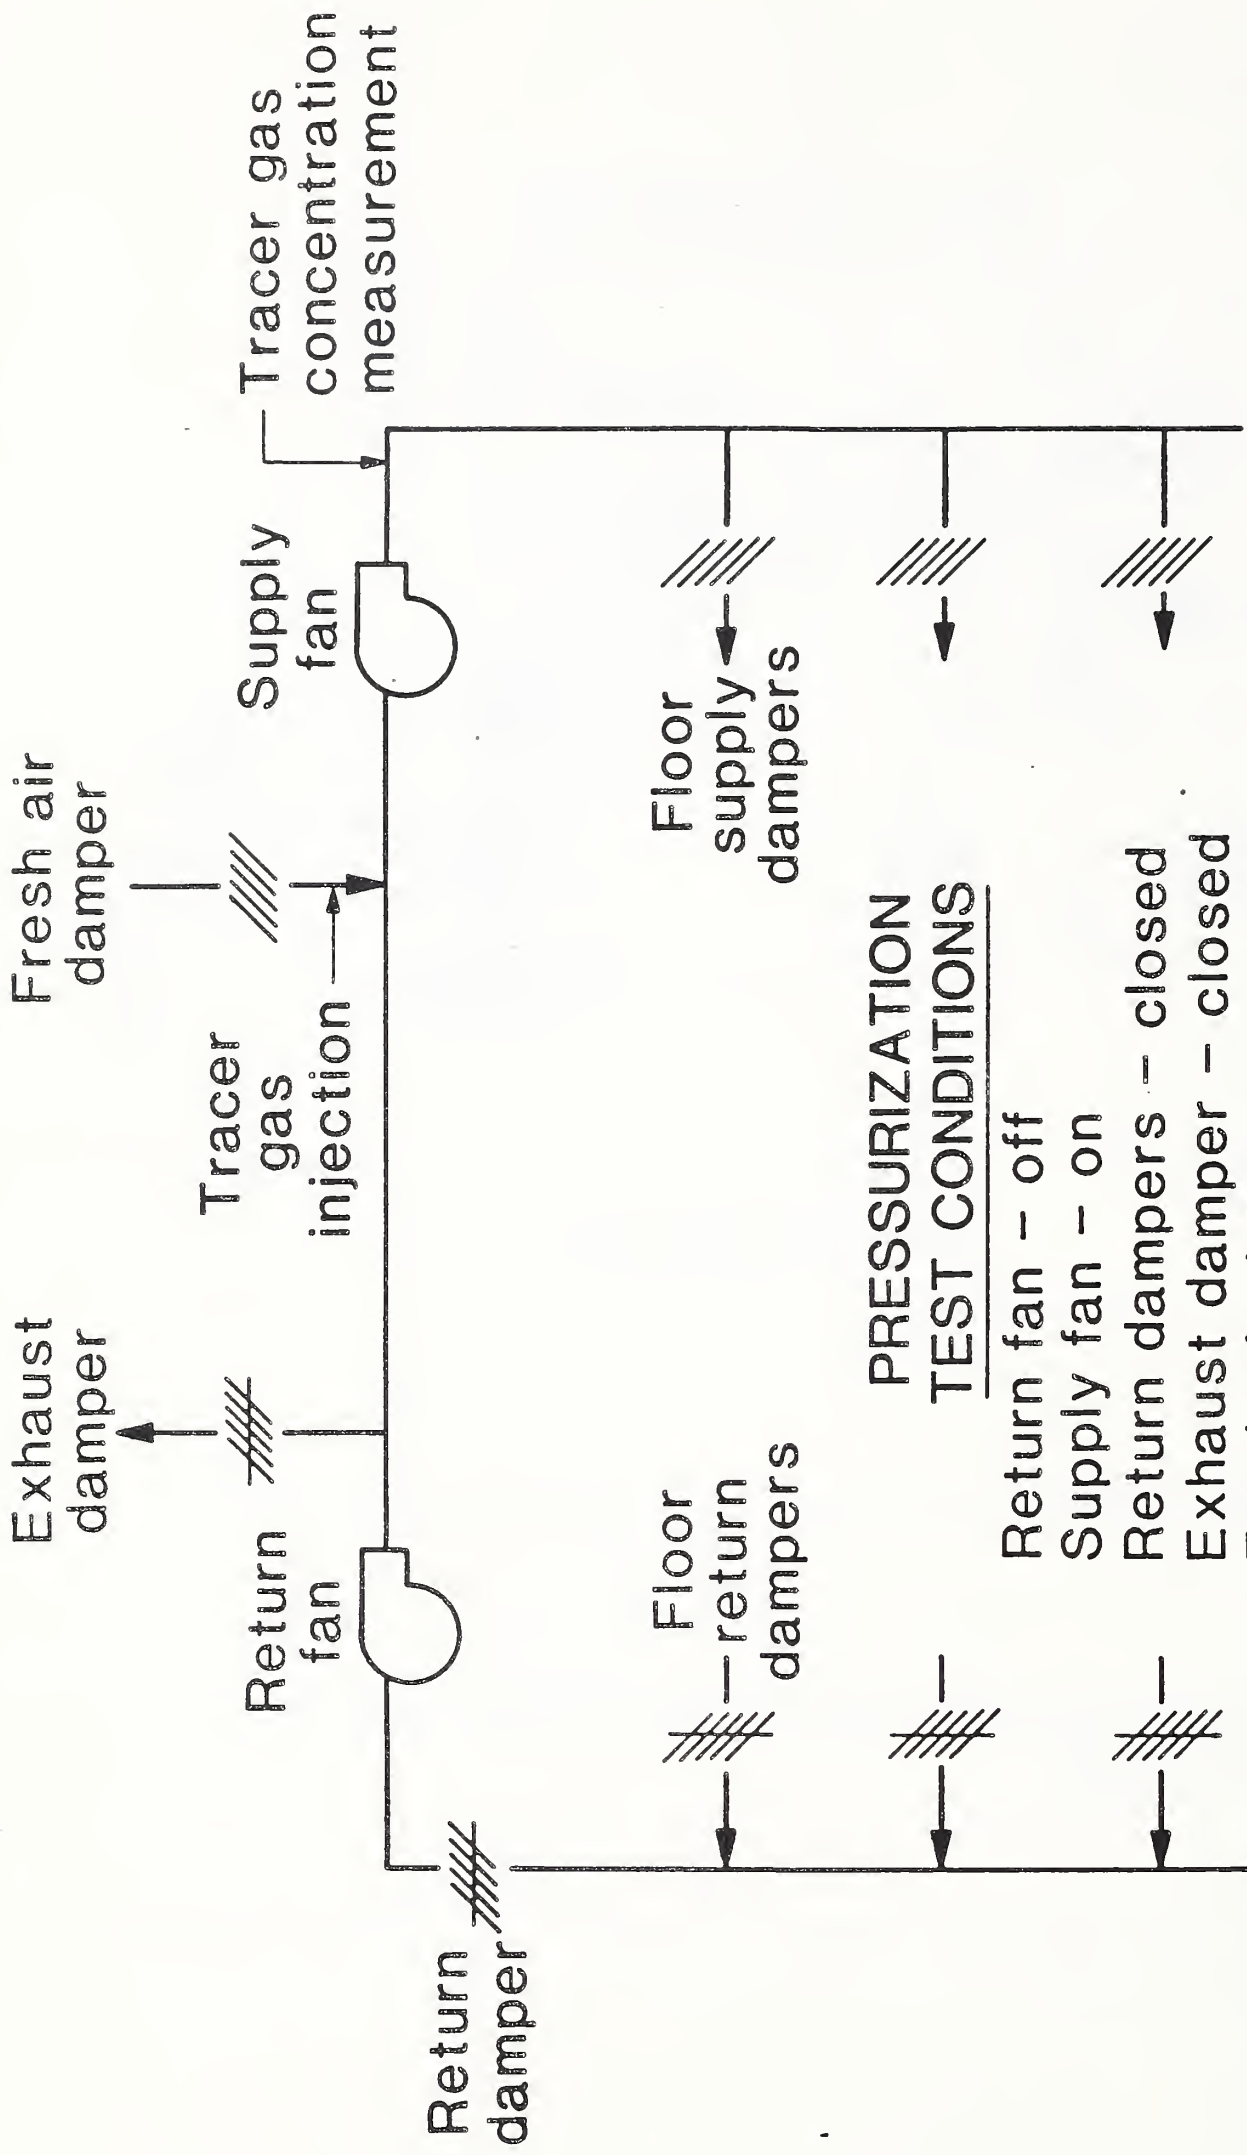 Exhaust
damper
Fresh air
damper
Return
fan
Tracer
gas
injection
Supply
fan
Tracer gas
concentration
measurement
Return
damper
Floor
return
dampers
Floor
supply
dampers
PRESSURIZATION
TEST CONDITIONS
Return fan – off
Supply fan – on
Return dampers – closed
Exhaust damper – closed